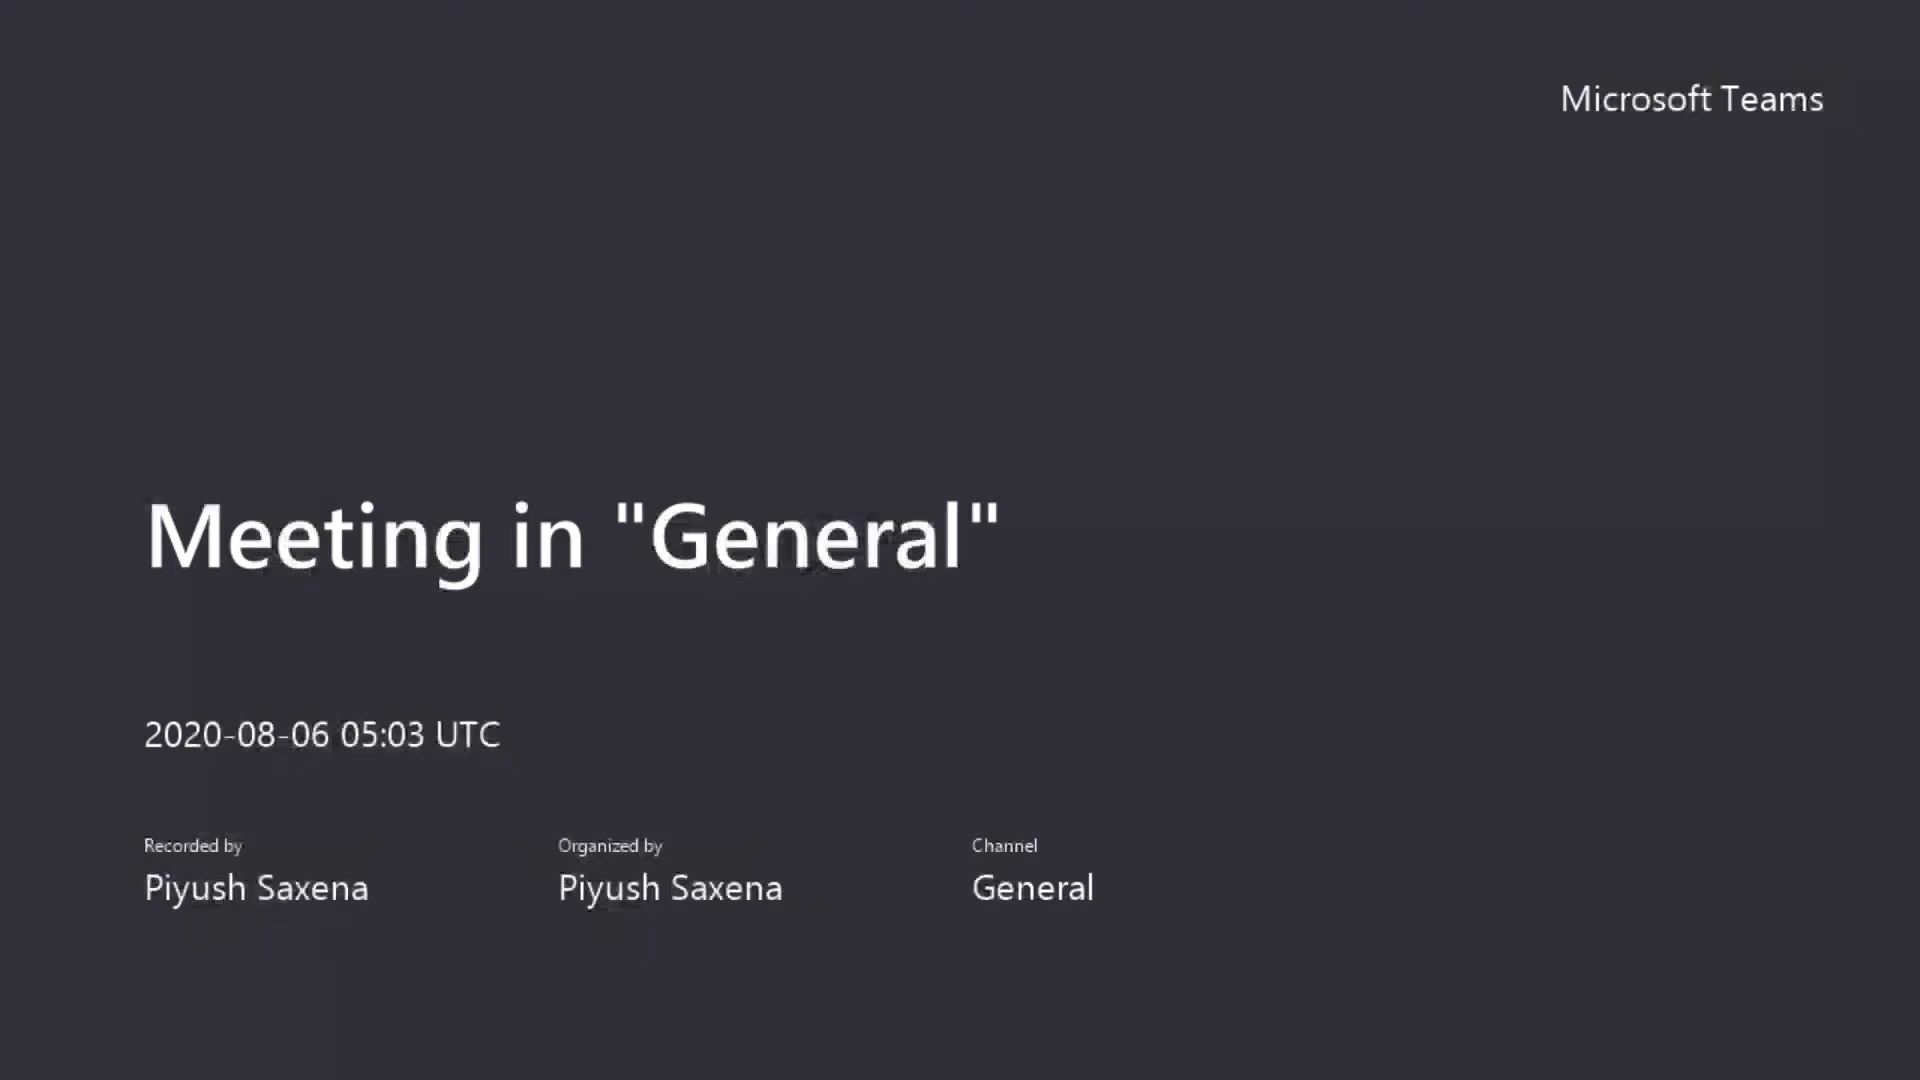 Microsoft Teams
Meeting in "General"
2020-08-06 05:03 UTC
Recorded by
Piyush Saxena
Organized by
Piyush Saxena
Channel
General